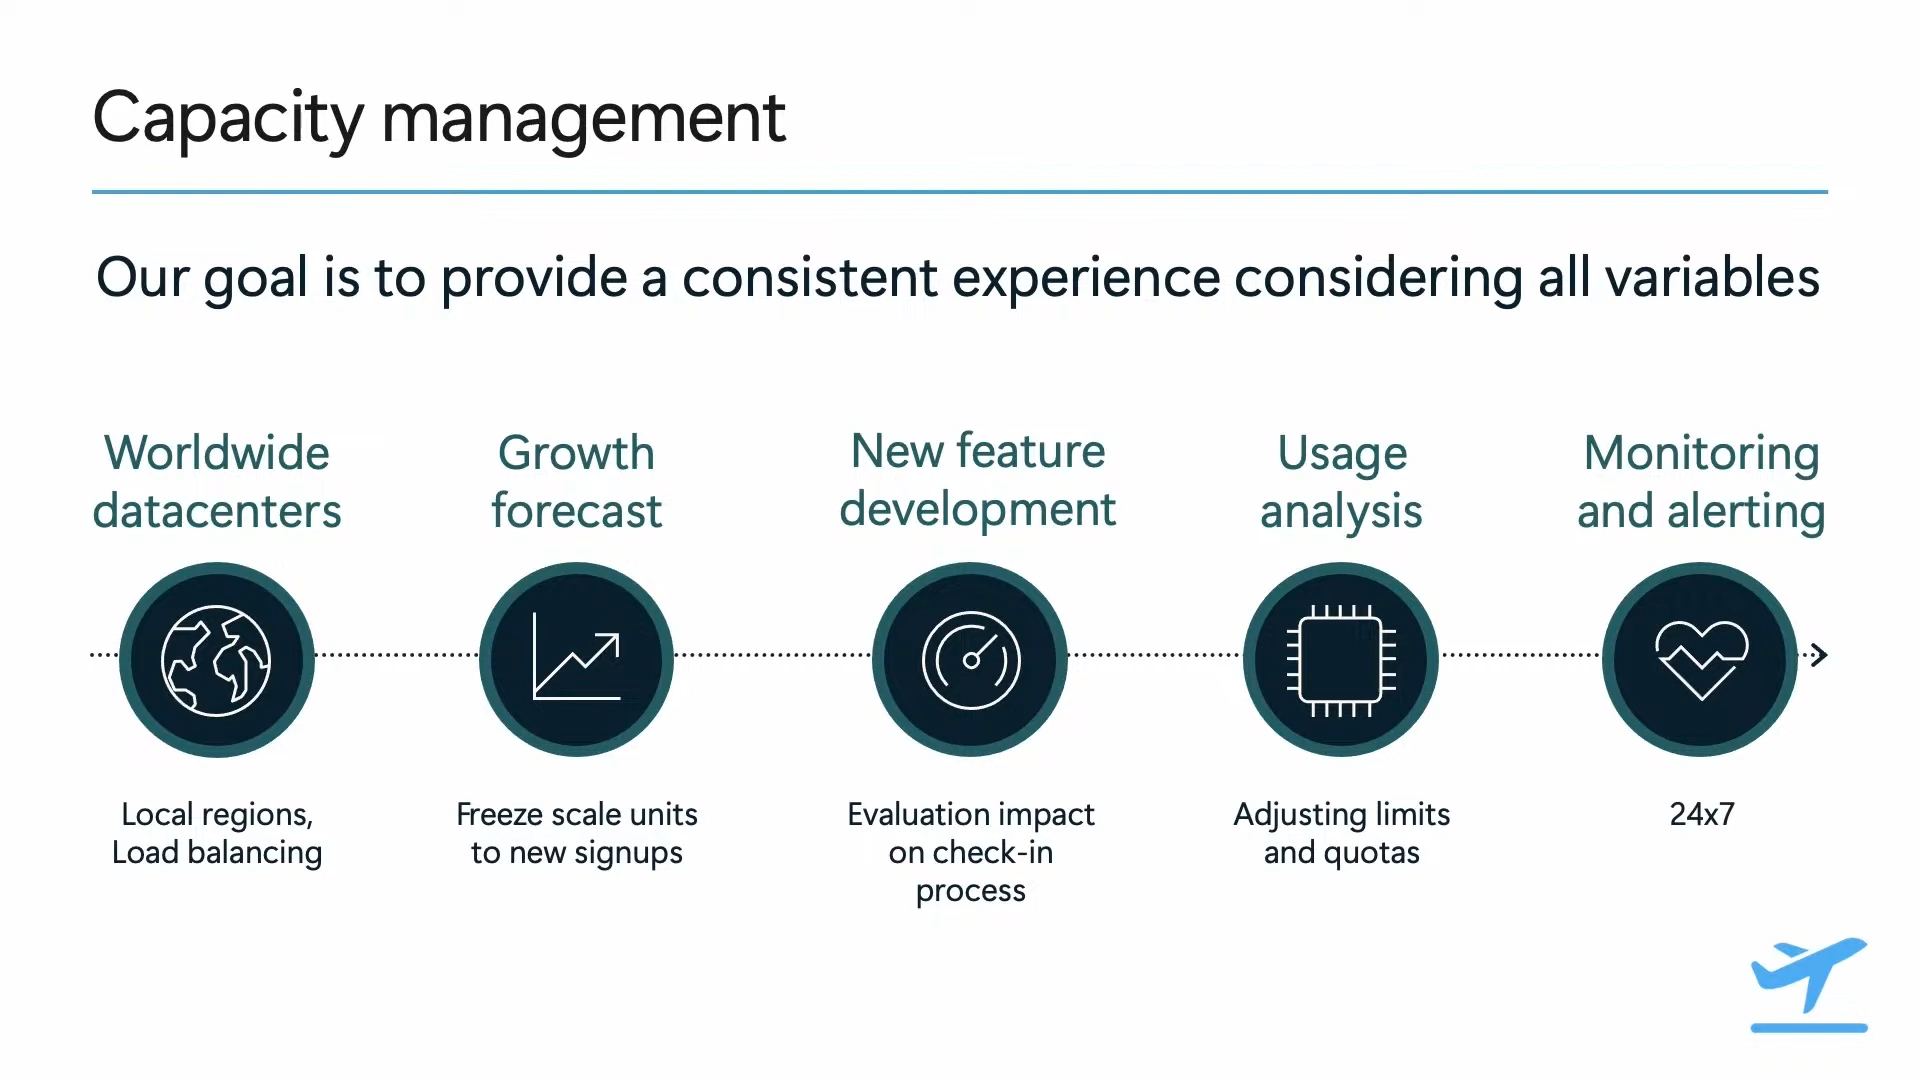 Capacity management
Our goal is to provide a consistent experience considering all variables
Worldwide
datacenters
Local regions,
Load balancing
Growth
forecast
Freeze scale units
to new signups
New feature
development
Evaluation impact
on check-in
process
Usage
analysis
Adjusting limits
and quotas
Monitoring
and alerting
24x7